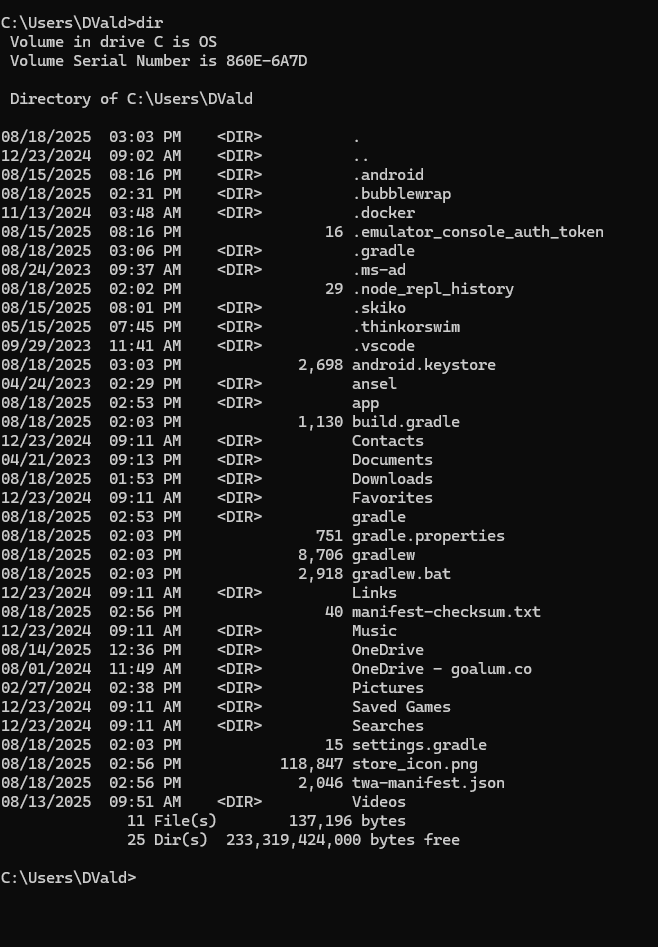 C:\Users\DVald>dir
 Volume in drive C is OS
 Volume Serial Number is 860E-6A7D

 Directory of C:\Users\DVald

08/18/2025  03:03 PM    <DIR>          .
12/23/2024  09:02 AM    <DIR>          ..
08/15/2025  08:16 PM    <DIR>          .android
08/18/2025  02:31 PM    <DIR>          .bubblewrap
11/13/2024  03:48 AM    <DIR>          .docker
08/15/2025  08:16 PM                16 .emulator_console_auth_token
08/18/2025  03:06 PM    <DIR>          .gradle
08/24/2023  09:37 AM    <DIR>          .ms-ad
08/18/2025  02:02 PM                29 .node_repl_history
08/15/2025  08:01 PM    <DIR>          .skiko
05/15/2025  07:45 PM    <DIR>          .thinkorswim
09/29/2023  11:41 AM    <DIR>          .vscode
08/18/2025  03:03 PM             2,698 android.keystore
04/24/2023  02:29 PM    <DIR>          ansel
08/18/2025  02:53 PM    <DIR>          app
08/18/2025  02:03 PM             1,130 build.gradle
12/23/2024  09:11 AM    <DIR>          Contacts
04/21/2023  09:13 PM    <DIR>          Documents
08/18/2025  01:53 PM    <DIR>          Downloads
12/23/2024  09:11 AM    <DIR>          Favorites
08/18/2025  02:53 PM    <DIR>          gradle
08/18/2025  02:03 PM               751 gradle.properties
08/18/2025  02:03 PM             8,706 gradlew
08/18/2025  02:03 PM             2,918 gradlew.bat
12/23/2024  09:11 AM    <DIR>          Links
08/18/2025  02:56 PM                40 manifest-checksum.txt
12/23/2024  09:11 AM    <DIR>          Music
08/14/2025  12:36 PM    <DIR>          OneDrive
08/01/2024  11:49 AM    <DIR>          OneDrive - goalum.co
02/27/2024  02:38 PM    <DIR>          Pictures
12/23/2024  09:11 AM    <DIR>          Saved Games
12/23/2024  09:11 AM    <DIR>          Searches
08/18/2025  02:03 PM                15 settings.gradle
08/18/2025  02:56 PM           118,847 store_icon.png
08/18/2025  02:56 PM             2,046 twa-manifest.json
08/13/2025  09:51 AM    <DIR>          Videos
              11 File(s)        137,196 bytes
              25 Dir(s)  233,319,424,000 bytes free

C:\Users\DVald>